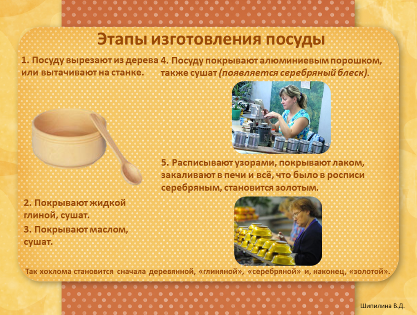 Этапы изготовления посуды
1. Посуду вырезают из дерева
или вытачивают на станке.
2. Покрывают жидкой
глиной, сушат.
3. Покрывают маслом,
сушат.
4. Посуду покрывают алюминиевым порошком,
также сушат (появляется серебряный блеск).
5. Расписывают узорами, покрывают лаком,
закаливают в печи и всё, что было в росписи
серебряным, становится золотым.
Так хохлома становится сначала деревянной, «глиняной», «серебряной» и, наконец, «золотой».
Шипилина В.Д.